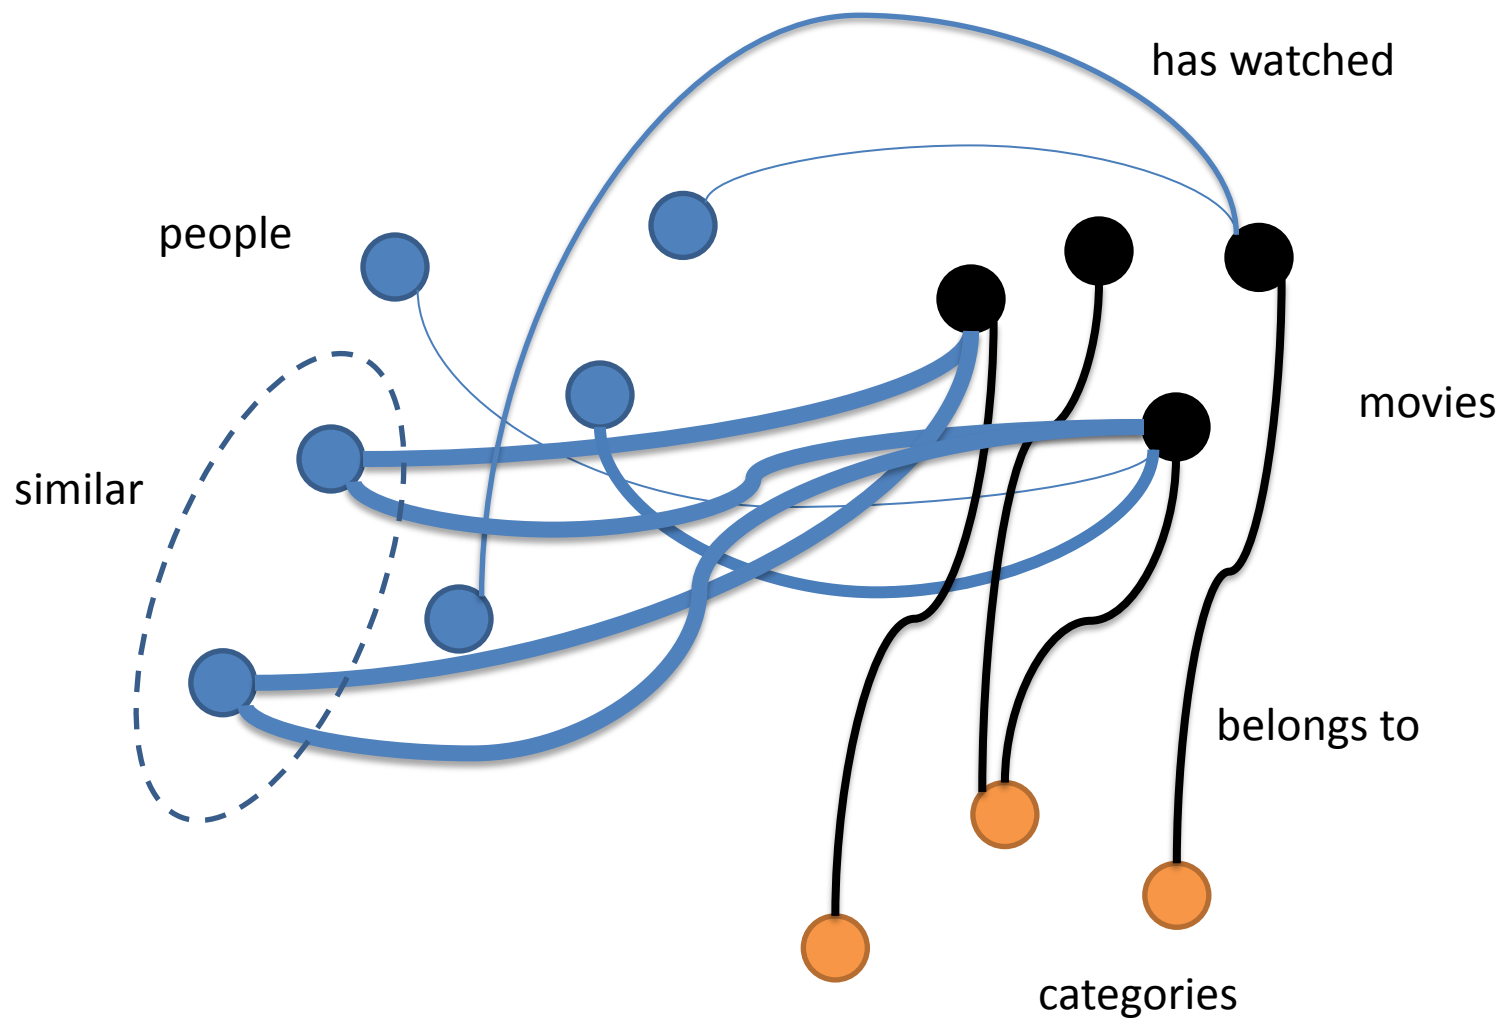 has watched
people
movies
similar
belongs to
categories